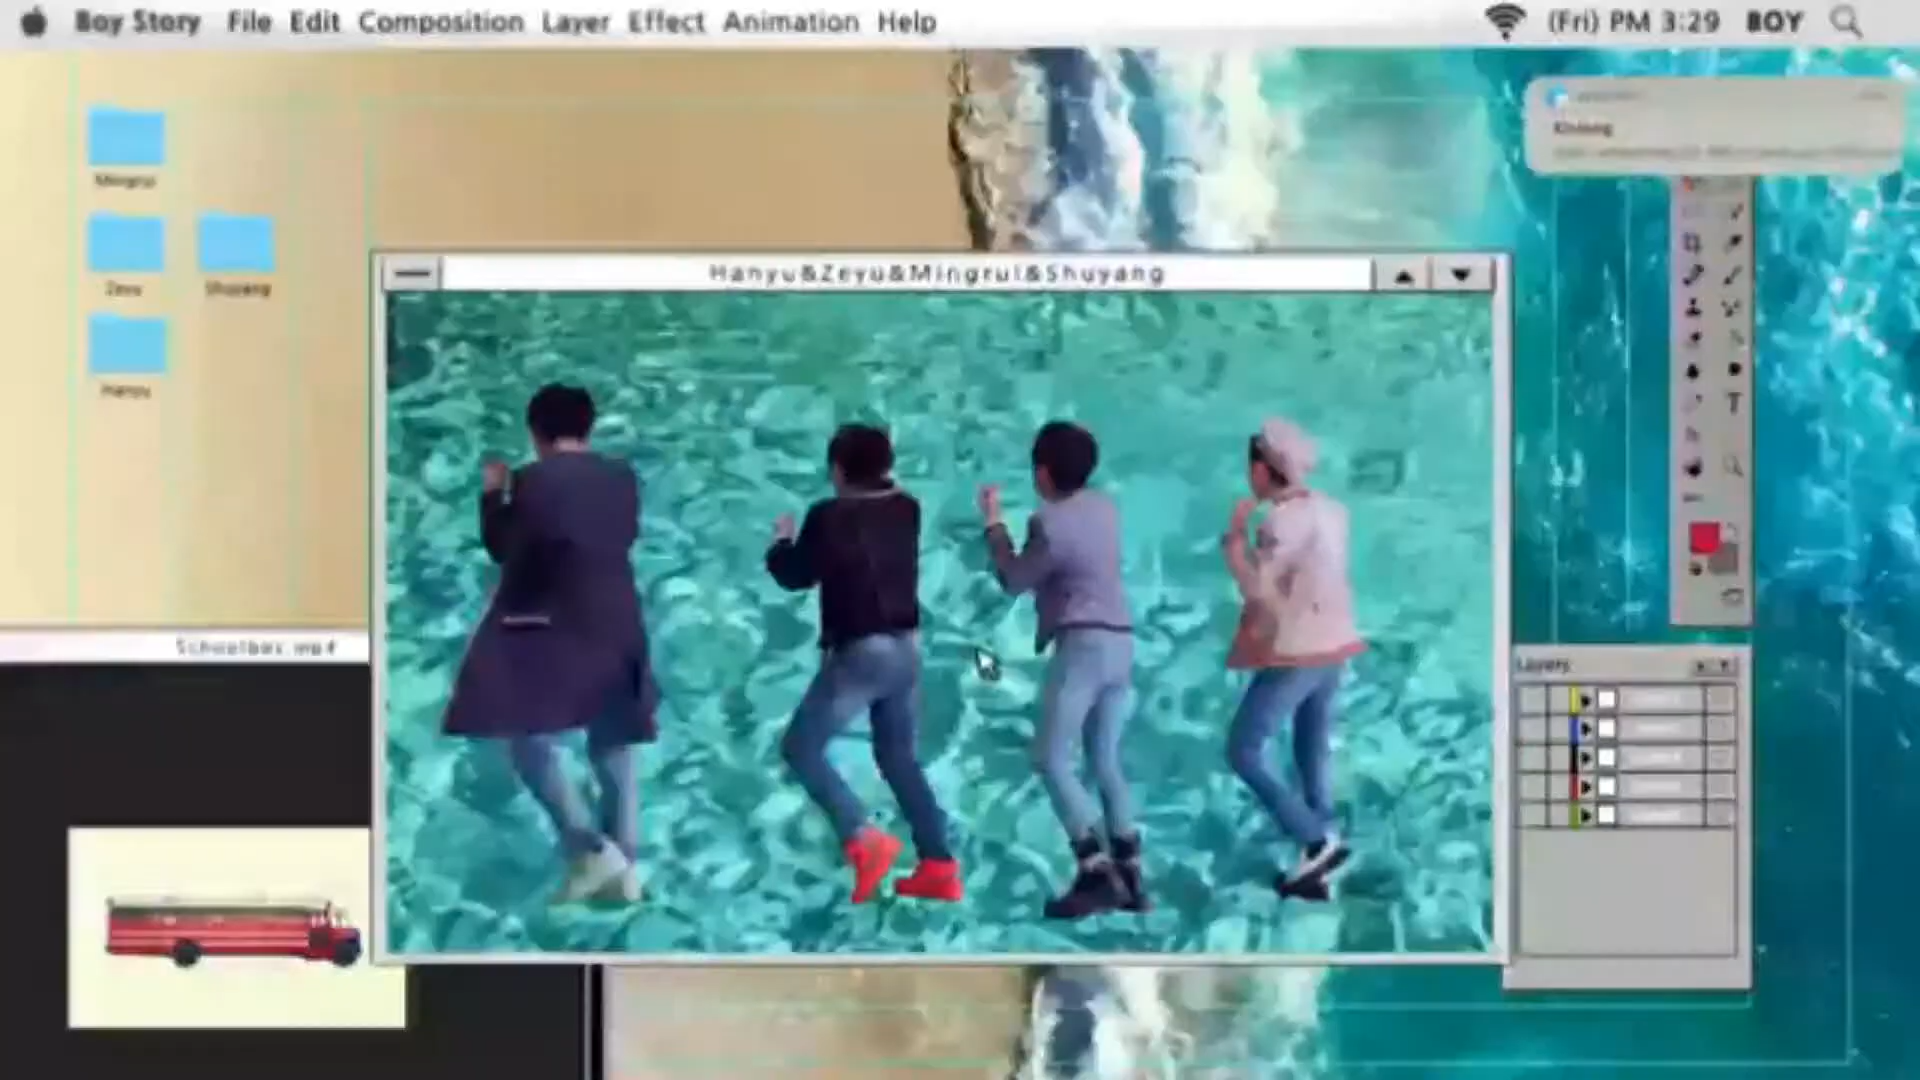 Boy Story File Edit Composition Layer Effect Animation Help
(Fri) PM 3:29 BOY
Mingrui
Zeyu
Shuyang
Hanyu
Hanyu&Zeyu&Mingrui&Shuyang
T
Schoolbus.mp4
Layers